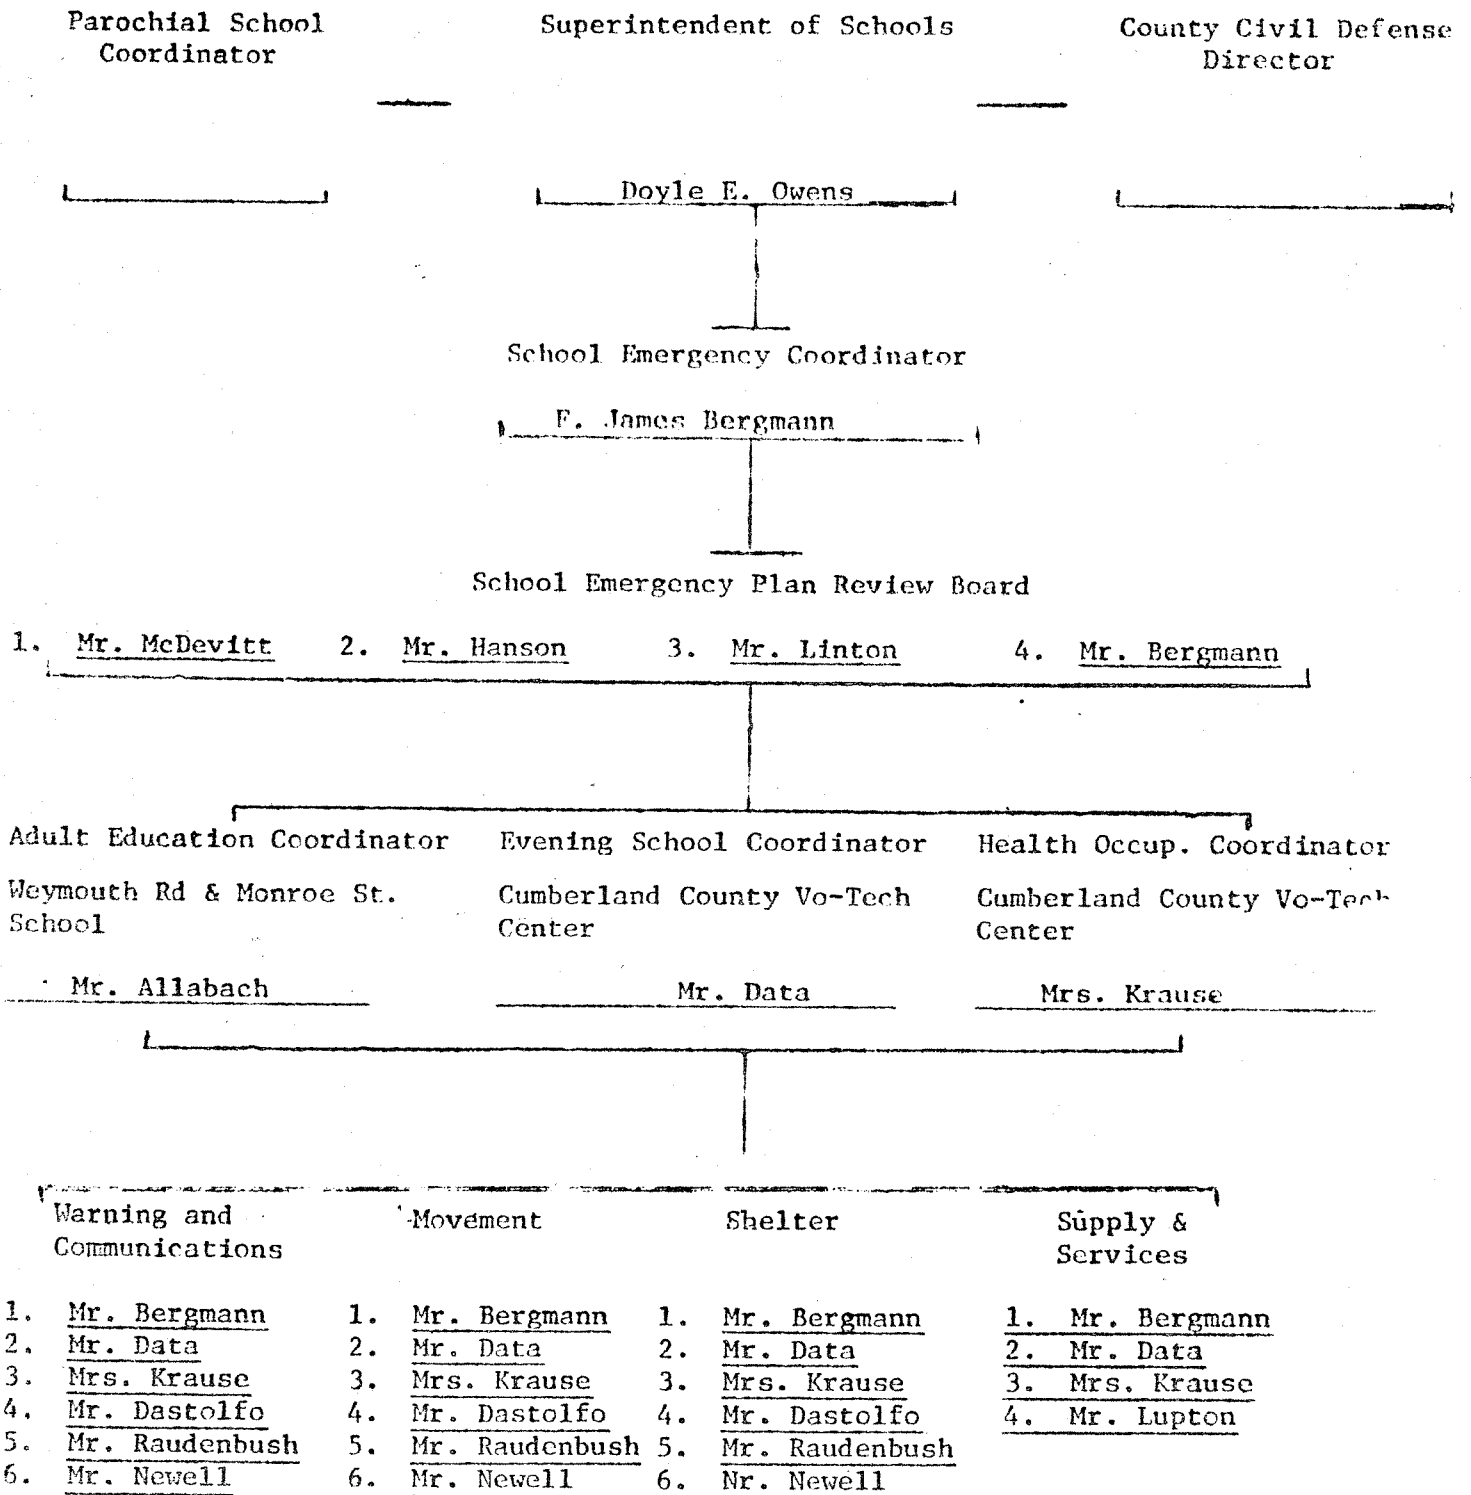 Parochial School
Coordinator
Superintendent of Schools
County Civil Defense
Director
Doyle E. Owens
School Emergency Coordinator
F. James Bergmann
School Emergency Plan Review Board
1. Mr. McDevitt 2. Mr. Hanson 3. Mr. Linton 4. Mr. Bergmann
Adult Education Coordinator
Weymouth Rd & Monroe St.
School
Mr. Allabach
Evening School Coordinator
Cumberland County Vo-Tech
Center
Mr. Data
Health Occup. Coordinator
Cumberland County Vo-Tech
Center
Mrs. Krause
Warning and
Communications
1. Mr. Bergmann
2. Mr. Data
3. Mrs. Krause
4. Mr. Dastolfo
5. Mr. Raudenbush
6. Mr. Newell
Movement
1. Mr. Bergmann
2. Mr. Data
3. Mrs. Krause
4. Mr. Dastolfo
5. Mr. Raudenbush
6. Mr. Newell
Shelter
1. Mr. Bergmann
2. Mr. Data
3. Mrs. Krause
4. Mr. Dastolfo
5. Mr. Raudenbush
6. Nr. Newell
Supply &
Services
1. Mr. Bergmann
2. Mr. Data
3. Mrs. Krause
4. Mr. Lupton